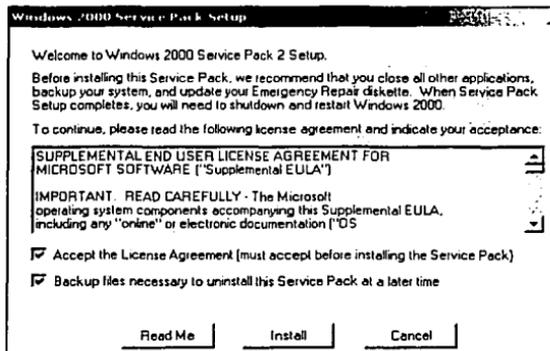 Windows 2000 Service Pack Setup
Welcome to Windows 2000 Service Pack 2 Setup.
Before installing this Service Pack, we recommend that you close all other applications,
backup your system, and update your Emergency Repair diskette. When Service Pack
Setup completes, you will need to shutdown and restart Windows 2000.
To continue, please read the following license agreement and indicate your acceptance:
SUPPLEMENTAL END USER LICENSE AGREEMENT FOR
MICROSOFT SOFTWARE ("Supplemental EULA")
IMPORTANT. READ CAREFULLY - The Microsoft
operating system components accompanying this Supplemental EULA,
including any "online" or electronic documentation ("OS
Accept the License Agreement (must accept before installing the Service Pack)
Backup files necessary to uninstall this Service Pack at a later time
Read Me Install Cancel